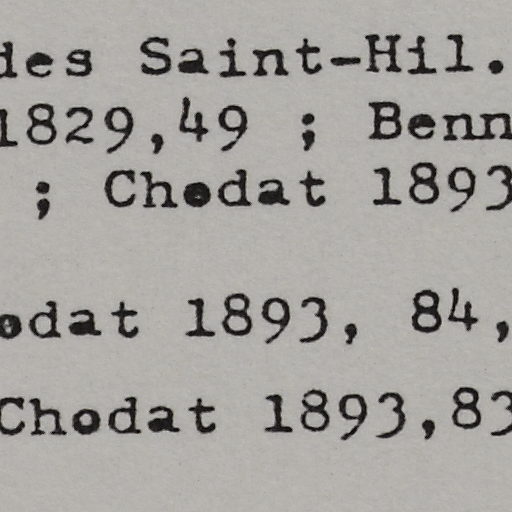 des Saint-Hil.
1829,49 ; Benn
; Chodat 1893
odat 1893, 84,
Chodat 1893,83